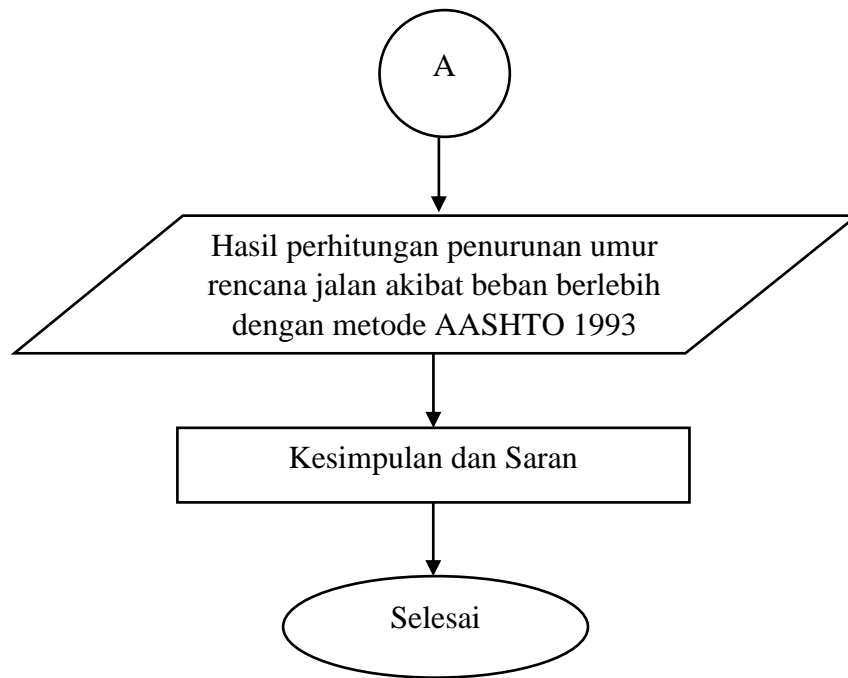 A
Hasil perhitungan penurunan umur
rencana jalan akibat beban berlebih
dengan metode AASHTO 1993
Kesimpulan dan Saran
Selesai